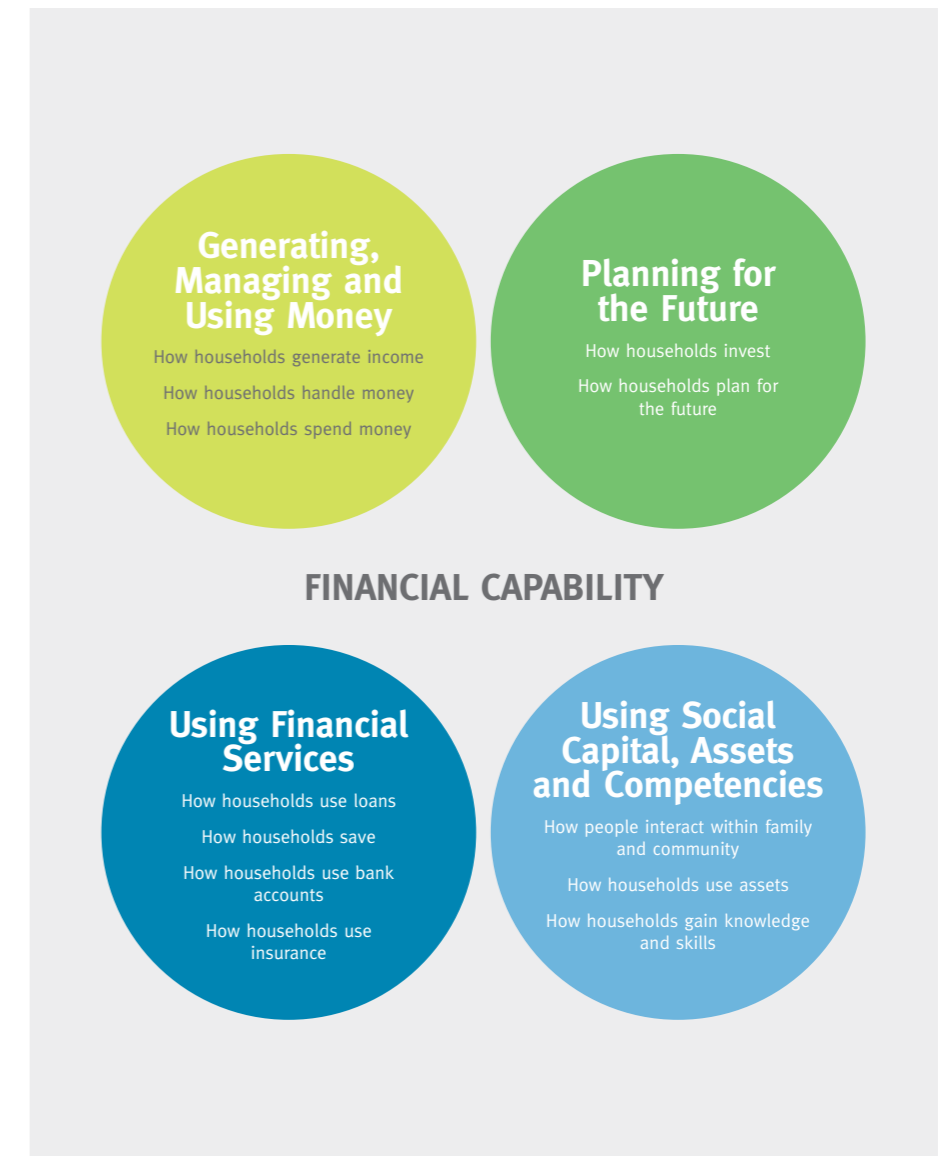 Generating,
Managing and
Using Money
How households generate income
How households handle money
How households spend money
Planning for
the Future
How households invest
How households plan for
the future
FINANCIAL CAPABILITY
Using Financial
Services
How households use loans
How households save
How households use bank
accounts
How households use
insurance
Using Social
Capital, Assets
and Competencies
How people interact within family
and community
How households use assets
How households gain knowledge
and skills